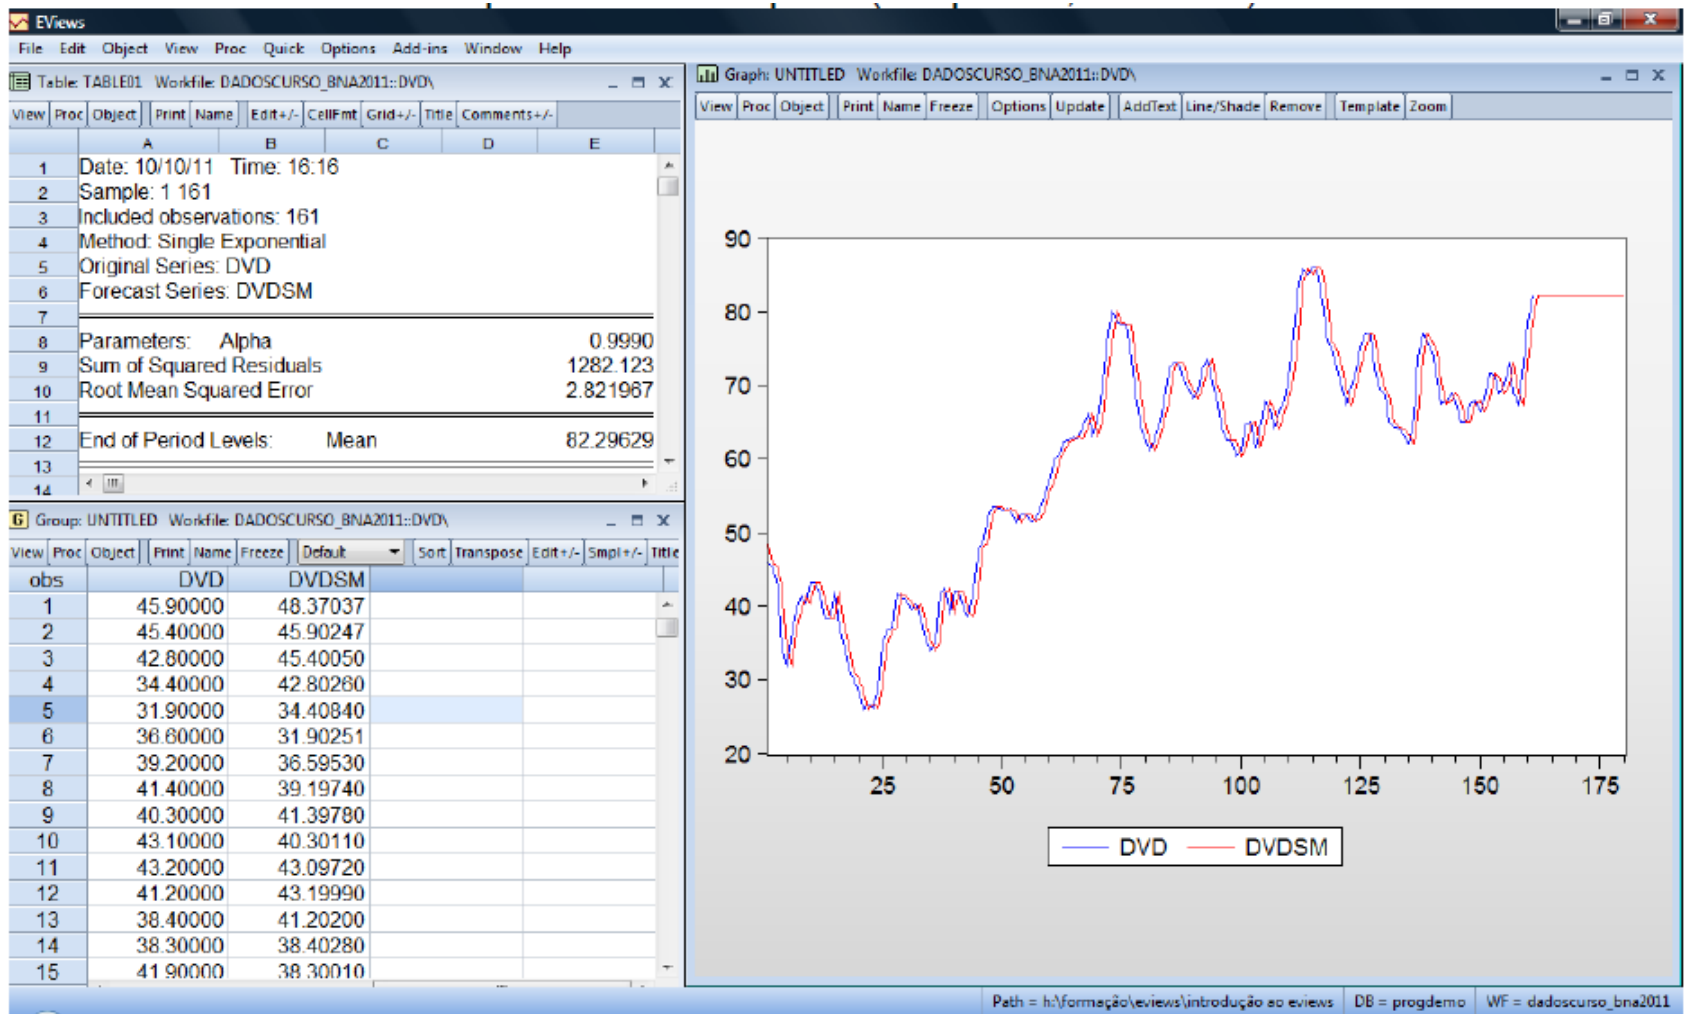 EViews
File Edit Object View Proc Quick Options Add-ins Window Help
Table: TABLE01 Workfile: DADOSCURSO_BNA2011::DVD\
View Proc Object Print Name Edit+/- CellFmt Grid+/- Title Comments+/-
A B C D E
1 Date: 10/10/11 Time: 16:16
2 Sample: 1 161
3 Included observations: 161
4 Method: Single Exponential
5 Original Series: DVD
6 Forecast Series: DVDSM
7
8 Parameters: Alpha 0.9990
9 Sum of Squared Residuals 1282.123
10 Root Mean Squared Error 2.821967
11
12 End of Period Levels: Mean 82.29629
13
14
Group: UNTITLED Workfile: DADOSCURSO_BNA2011::DVD\
View Proc Object Print Name Freeze Default Sort Transpose Edit+/- Smpl+/- Title
obs DVD DVDSM
1 45.90000 48.37037
2 45.40000 45.90247
3 42.80000 45.40050
4 34.40000 42.80260
5 31.90000 34.40840
6 36.60000 31.90251
7 39.20000 36.59530
8 41.40000 39.19740
9 40.30000 41.39780
10 43.10000 40.30110
11 43.20000 43.09720
12 41.20000 43.19990
13 38.40000 41.20200
14 38.30000 38.40280
15 41.90000 38.30010
Graph: UNTITLED Workfile: DADOSCURSO_BNA2011::DVD\
View Proc Object Print Name Freeze Options Update AddText Line/Shade Remove Template Zoom
90
80
70
60
50
40
30
20
25 50 75 100 125 150 175
DVD DVDSM
Path = h:\formação\eviews\introdução ao eviews DB = progdemo WF = dadoscurso_bna2011